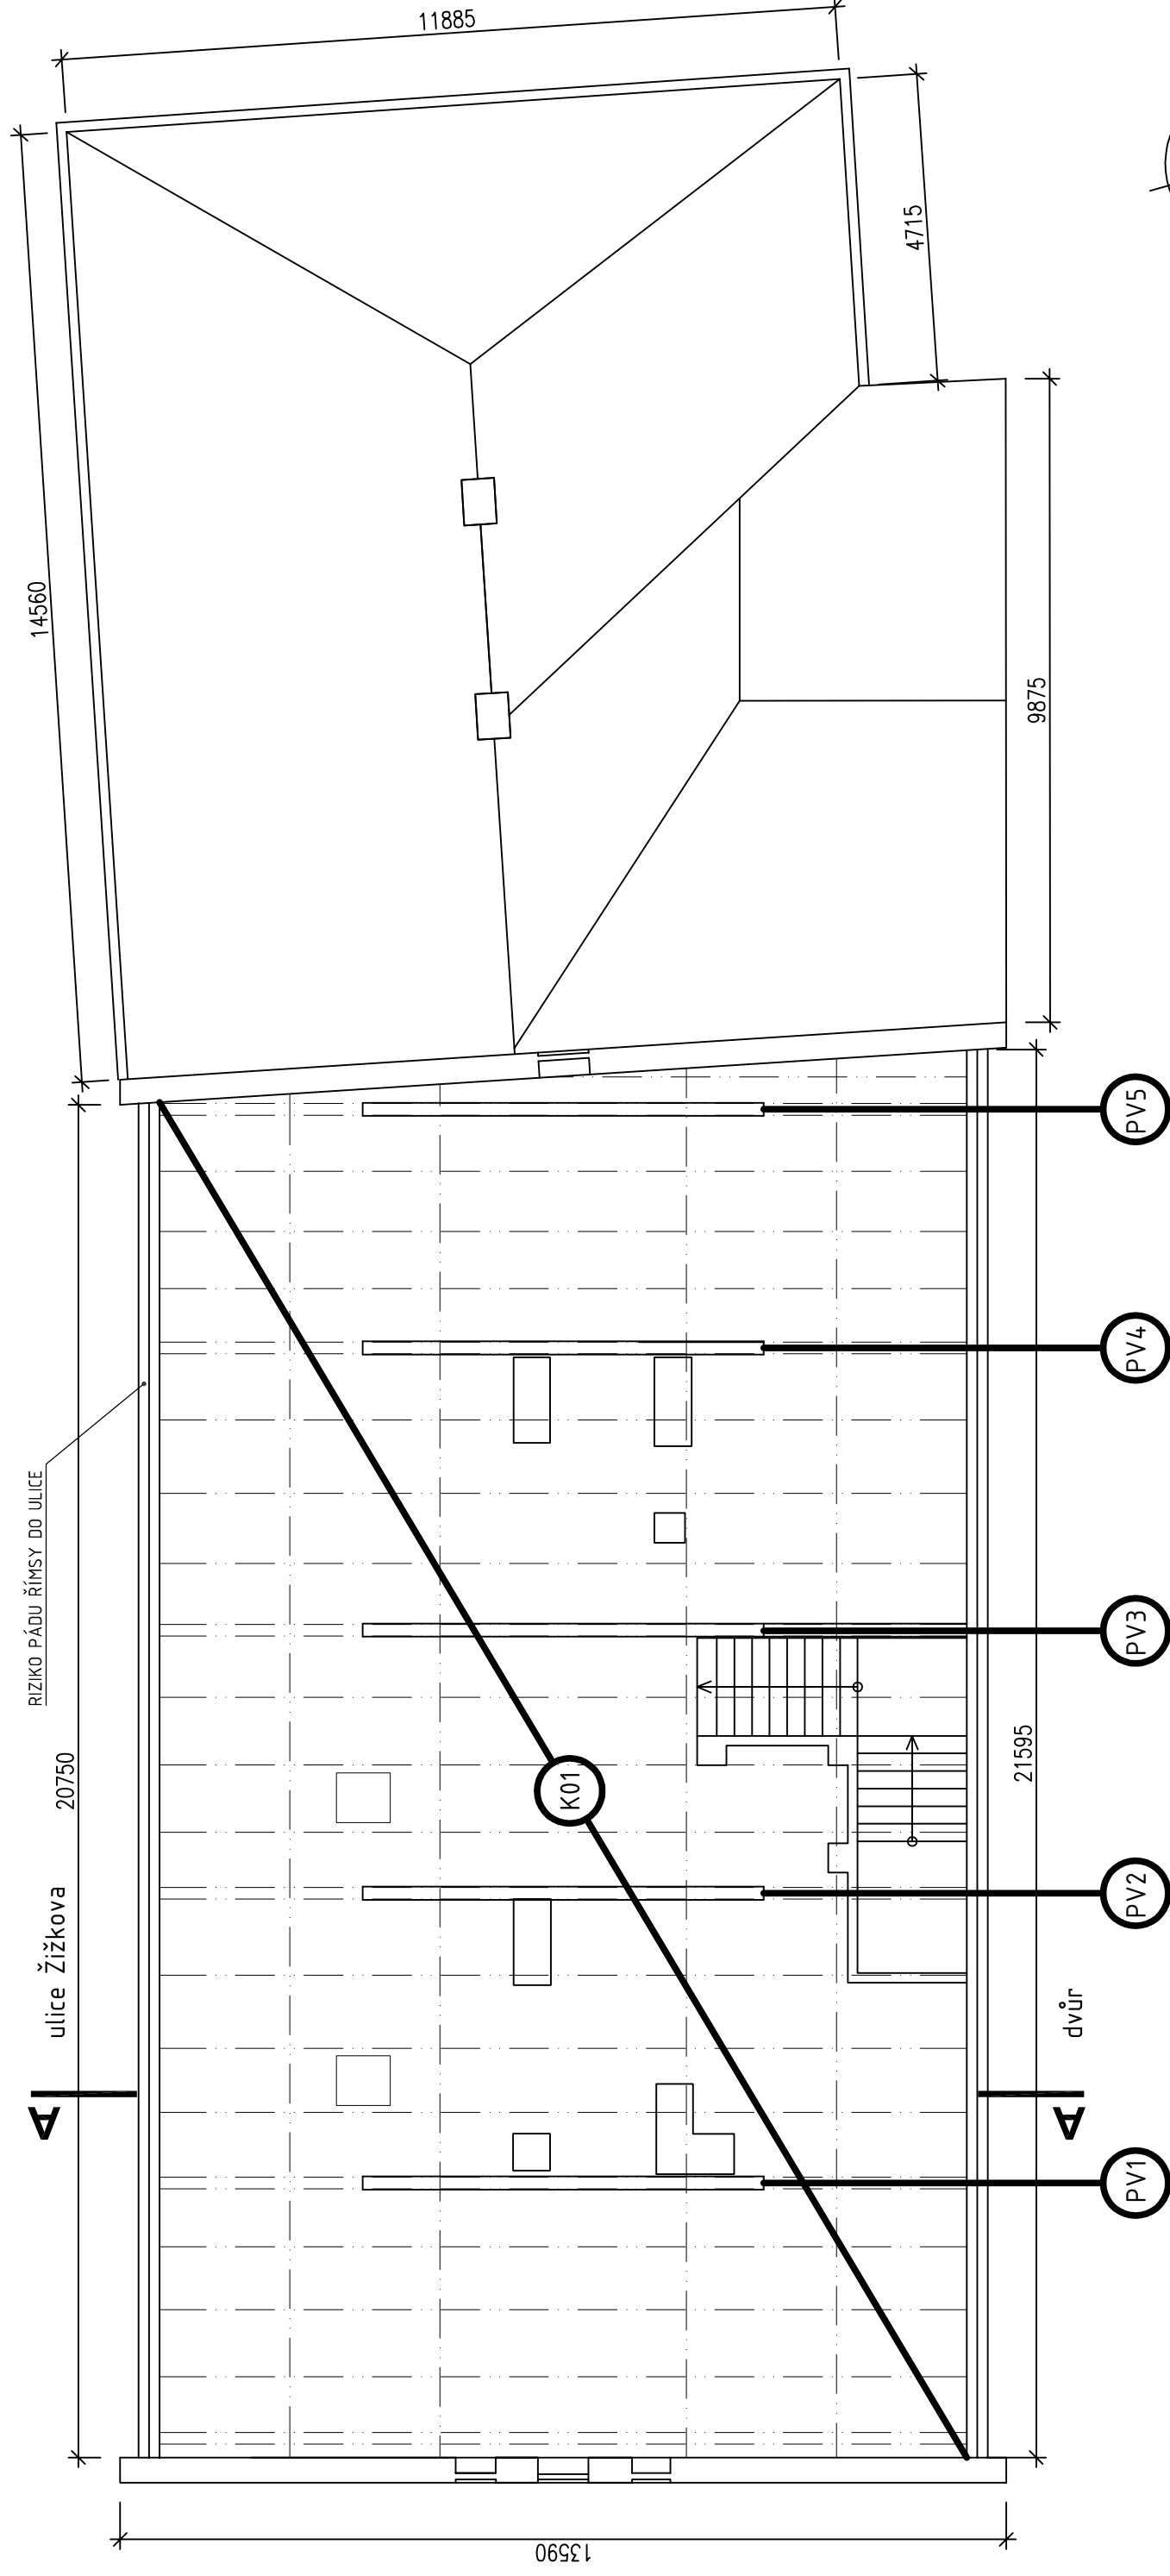 11885
4715
14560
9875
PV5
PV4
RIZIKO PÁDU ŘÍMSY DO ULICE
PV3
20750
21595
K01
ulice Žižkova
PV2
dvůr
A
A
PV1
13590